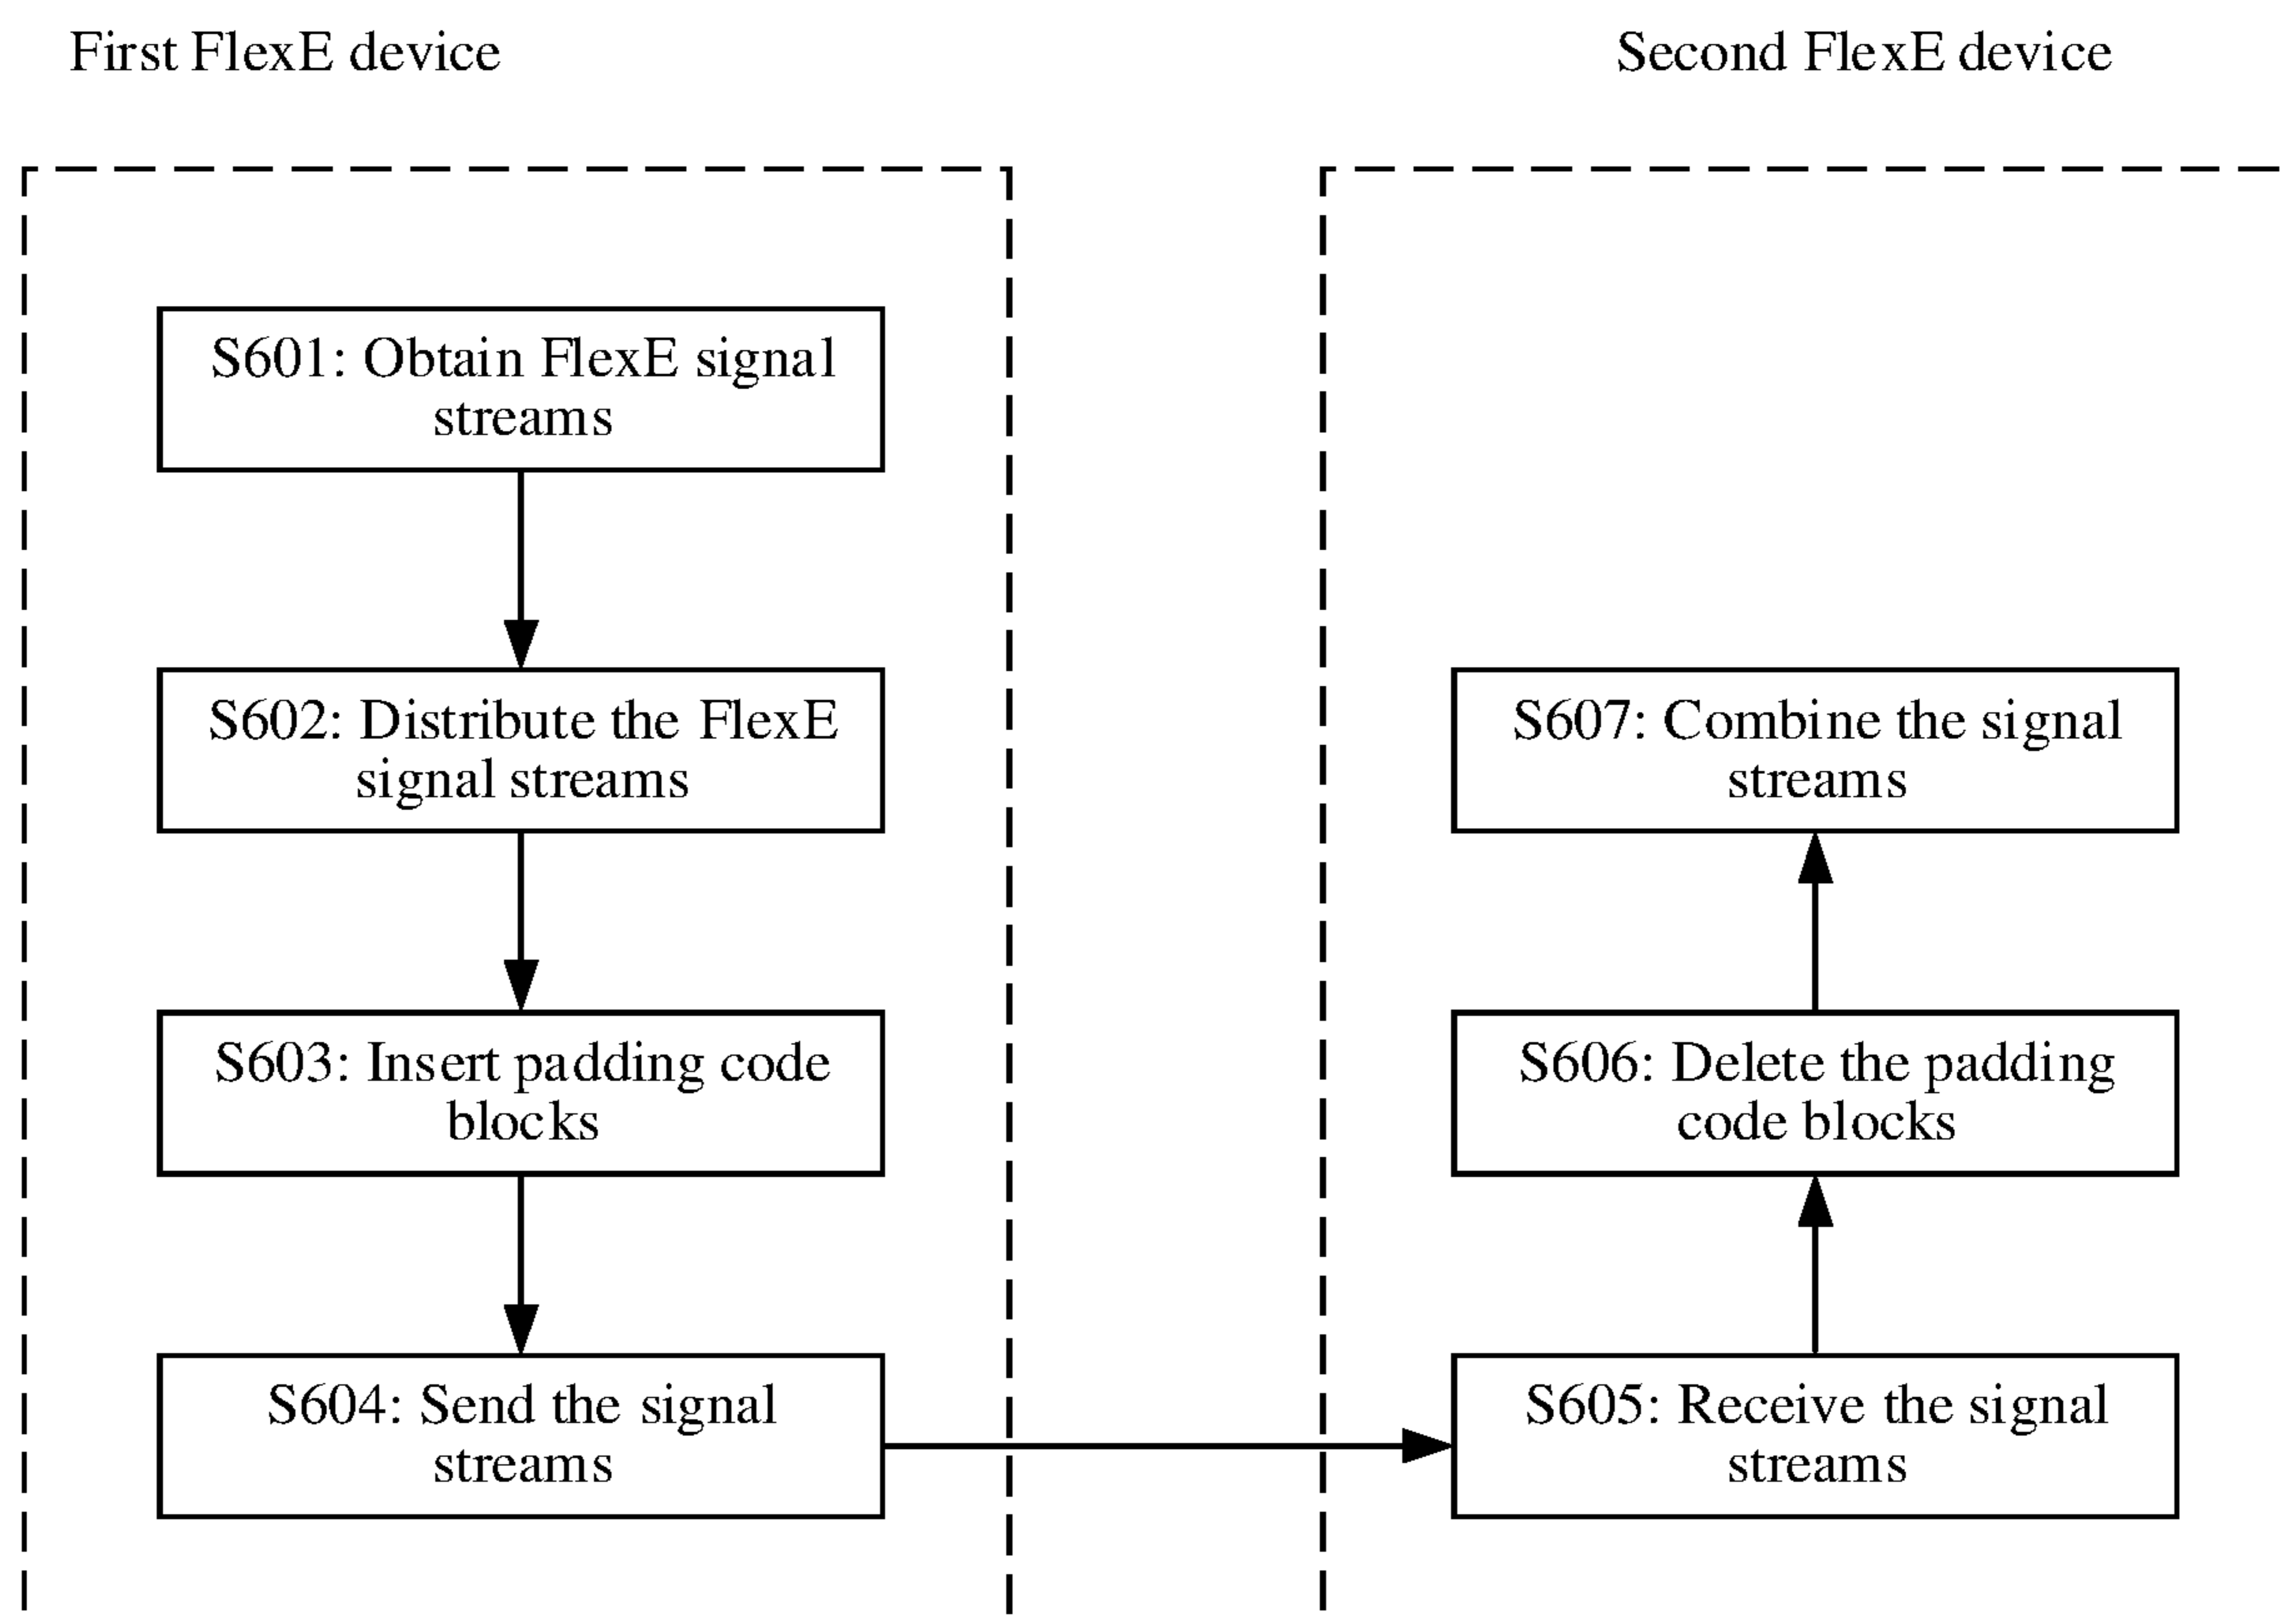 First FlexE device
Second FlexE device
S601: Obtain FlexE signal
streams
S602: Distribute the FlexE
signal streams
S603: Insert padding code
blocks
S604: Send the signal
streams
S607: Combine the signal
streams
S606: Delete the padding
code blocks
S605: Receive the signal
streams